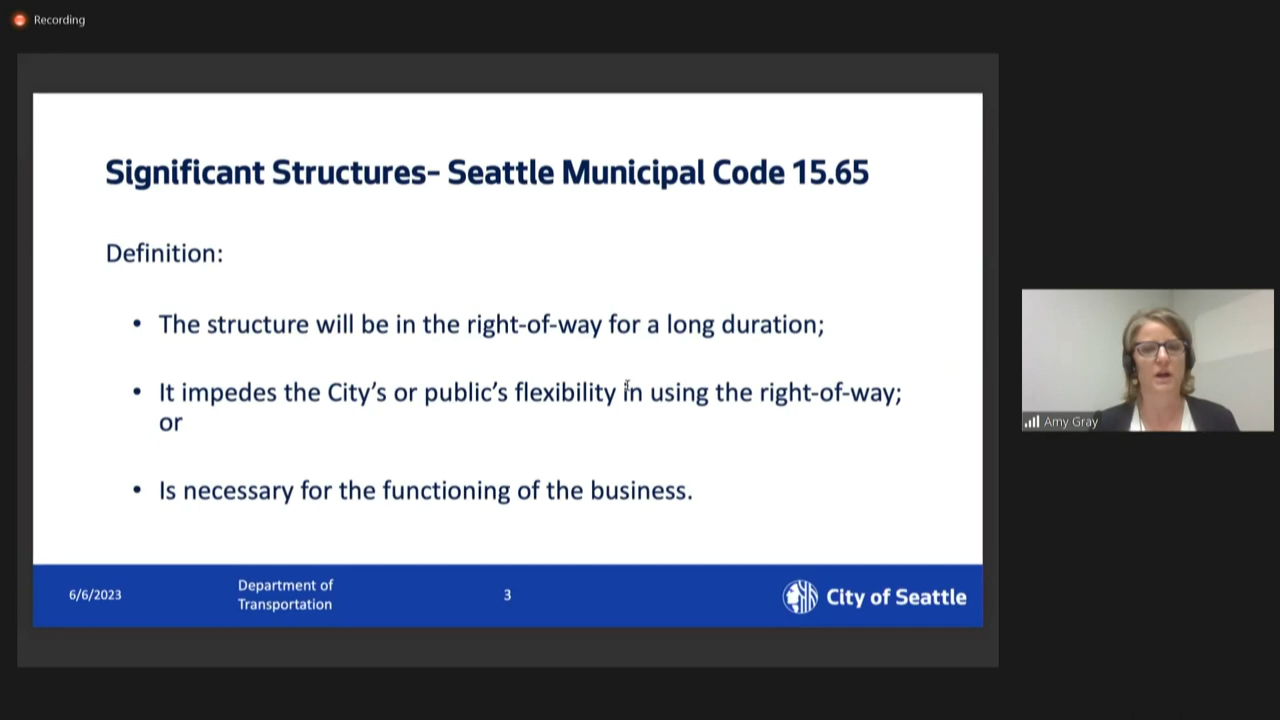 Recording
Significant Structures- Seattle Municipal Code 15.65
Definition:
• The structure will be in the right-of-way for a long duration;
• It impedes the City's or public's flexibility in using the right-of-way;
or
• Is necessary for the functioning of the business.
6/6/2023
Department of
Transportation
3
City of Seattle
Amy Gray